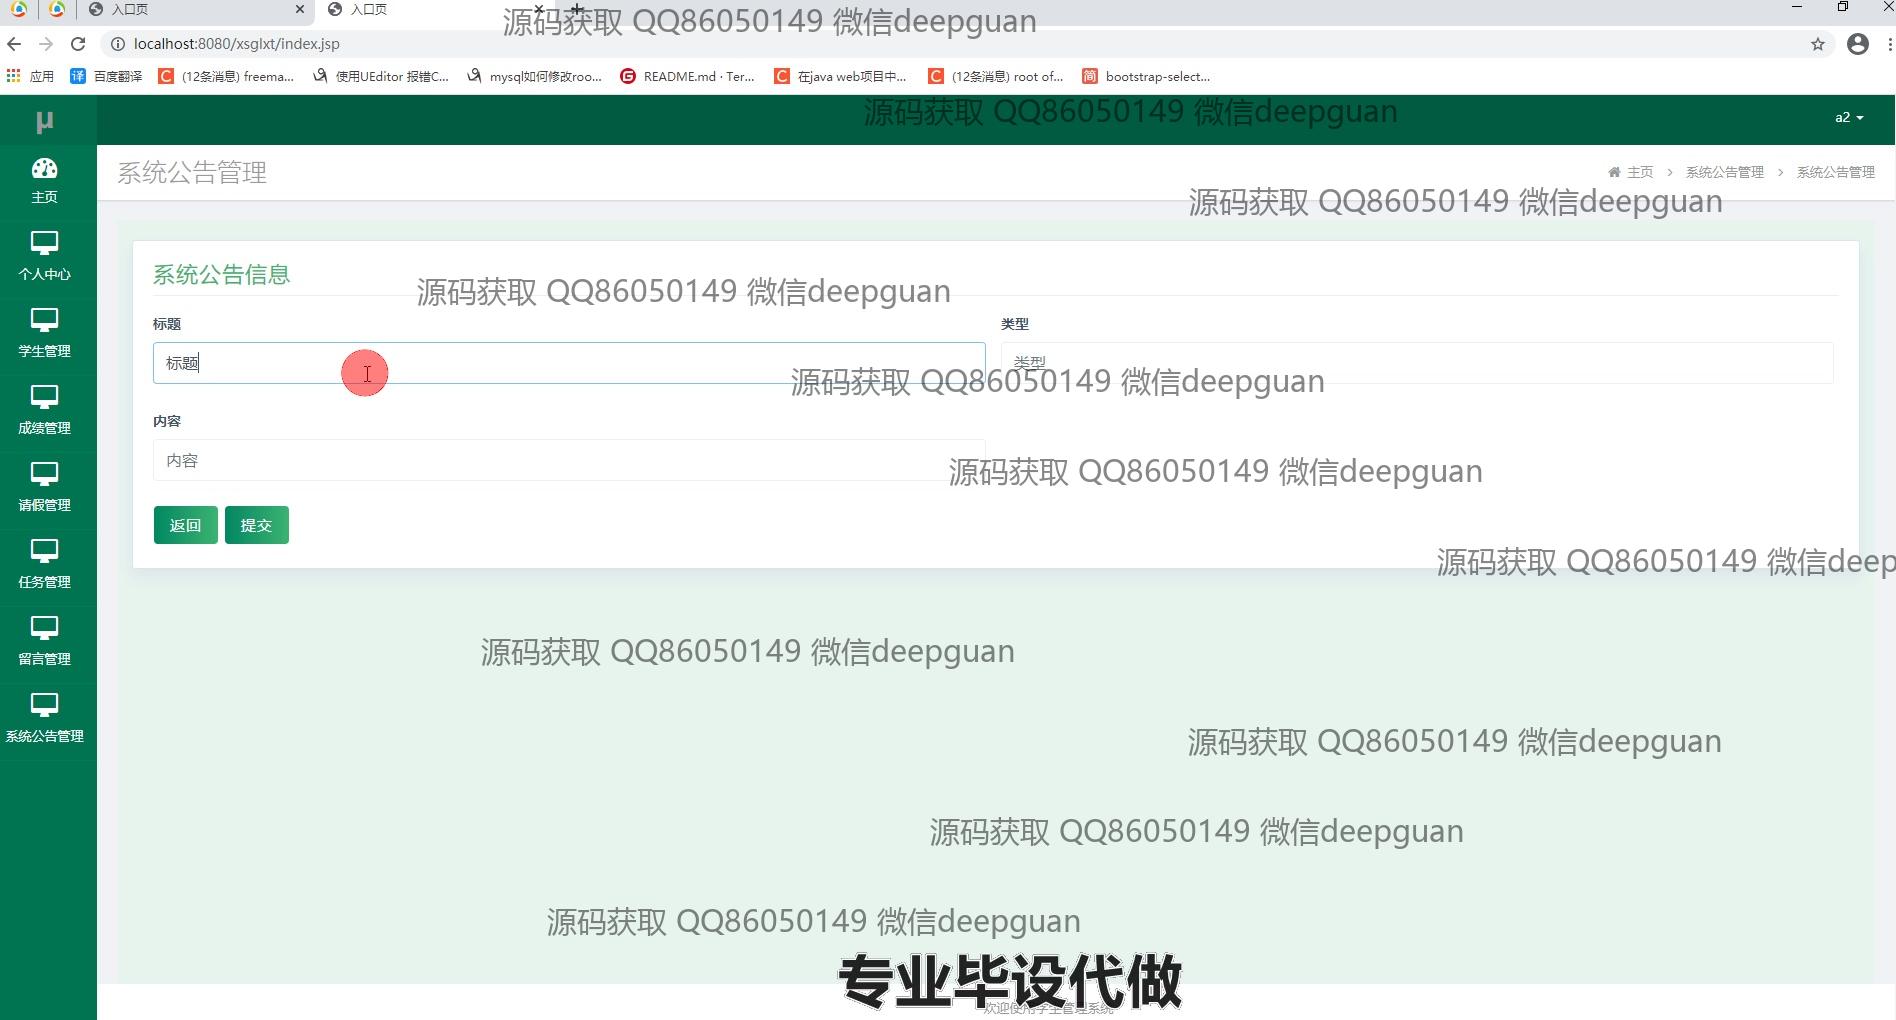 入口页
入口页
源码获取 QQ86050149 微信deepguan
localhost:8080/xsglxt/index.jsp
应用
百度翻译
(12条消息) freema...
使用UEditor 报错C...
mysql如何修改roo...
README.md · Ter...
在java web项目中...
(12条消息) root of...
bootstrap-select...
μ
源码获取 QQ86050149 微信deepguan
a2
主页
系统公告管理
主页 > 系统公告管理 > 系统公告管理
源码获取 QQ86050149 微信deepguan
个人中心
系统公告信息
源码获取 QQ86050149 微信deepguan
标题
类型
学生管理
标题
类型
源码获取 QQ86050149 微信deepguan
成绩管理
内容
内容
源码获取 QQ86050149 微信deepguan
请假管理
返回
提交
源码获取 QQ86050149 微信deep
任务管理
源码获取 QQ86050149 微信deepguan
留言管理
系统公告管理
源码获取 QQ86050149 微信deepguan
源码获取 QQ86050149 微信deepguan
源码获取 QQ86050149 微信deepguan
专业毕设代做
欢迎使用学生管理系统